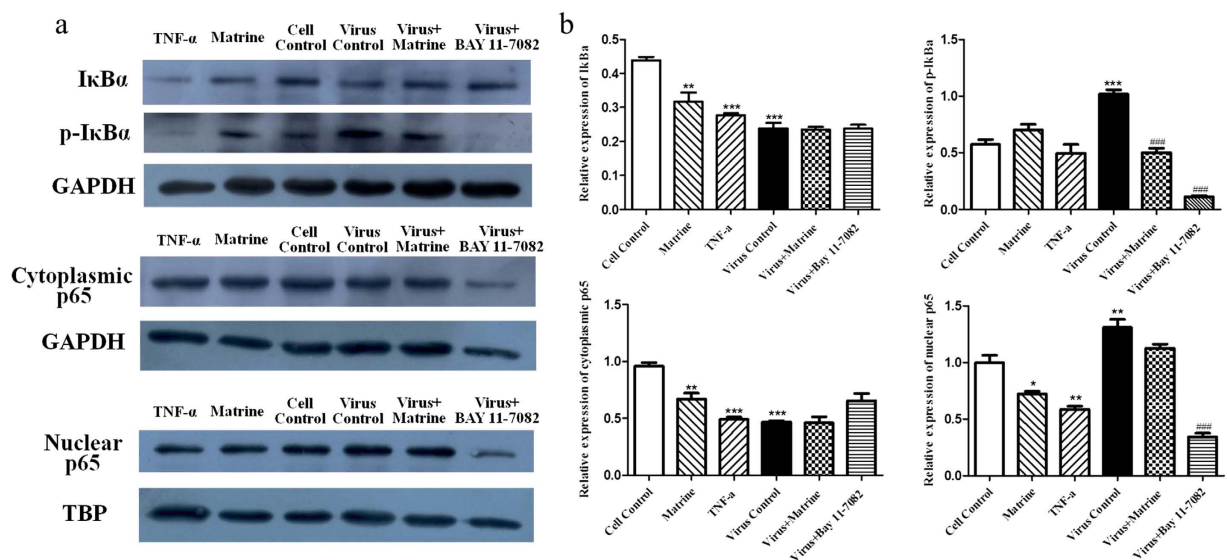 a
TNF-α Matrine Cell Control Virus Control Virus+ Matrine Virus+ BAY 11-7082
IκBα
p-IκBα
GAPDH
TNF-α Matrine Cell Control Virus Control Virus+ Matrine Virus+ BAY 11-7082
Cytoplasmic
p65
GAPDH
TNF-α Matrine Cell Control Virus Control Virus+ Matrine Virus+ BAY 11-7082
Nuclear
p65
TBP
b
Relative expression of IkBa
0.5
0.4
0.3
0.2
0.1
0.0
** *** ***
Cell Control Matrine TNF-a Virus Control Virus+Matrine Virus+Bay 11-7082
Relative expression of p-IkBa
1.5
1.0
0.5
0.0
*** ### ###
Cell Control Matrine TNF-a Virus Control Virus+Matrine Virus+Bay 11-7082
Relative expression of cytoplasmic p65
1.5
1.0
0.5
0.0
** *** ***
Cell Control Matrine TNF-a Virus Control Virus+Matrine Virus+Bay 11-7082
Relative expression of nuclear p65
1.5
1.0
0.5
0.0
* ** ** ###
Cell Control Matrine TNF-a Virus Control Virus+Matrine Virus+Bay 11-7082